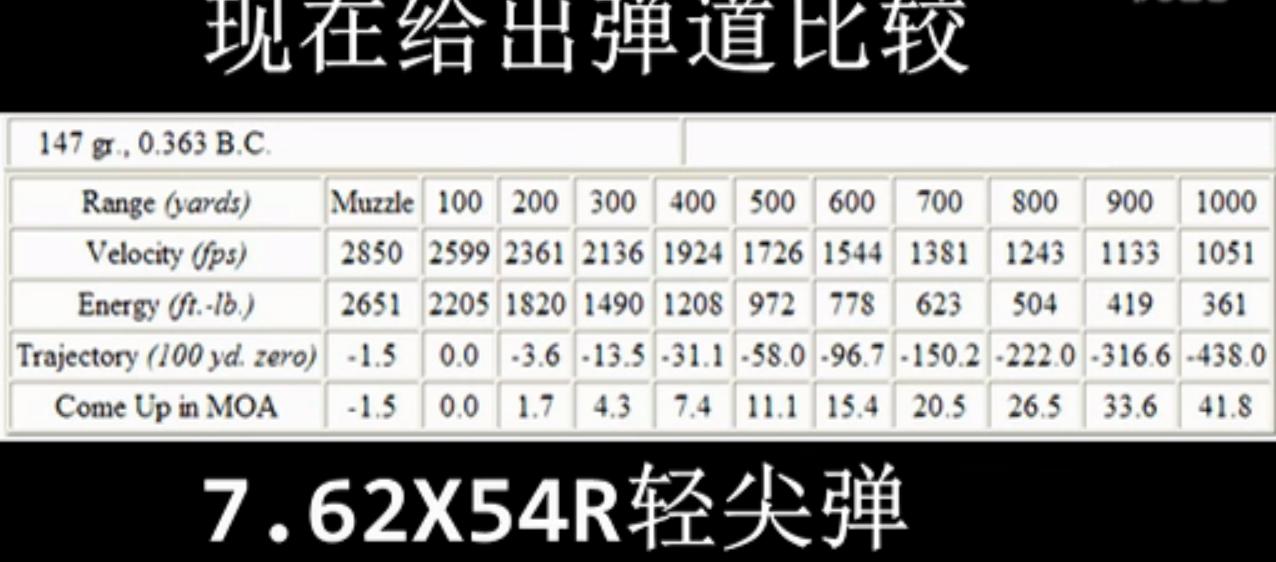 现在给出弹道比较
147 gr., 0.363 B.C.
Range (yards) Muzzle 100 200 300 400 500 600 700 800 900 1000
Velocity (fps) 2850 2599 2361 2136 1924 1726 1544 1381 1243 1133 1051
Energy (ft.-lb.) 2651 2205 1820 1490 1208 972 778 623 504 419 361
Trajectory (100 yd. zero) -1.5 0.0 -3.6 -13.5 -31.1 -58.0 -96.7 -150.2 -222.0 -316.6 -438.0
Come Up in MOA -1.5 0.0 1.7 4.3 7.4 11.1 15.4 20.5 26.5 33.6 41.8
7.62X54R轻尖弹